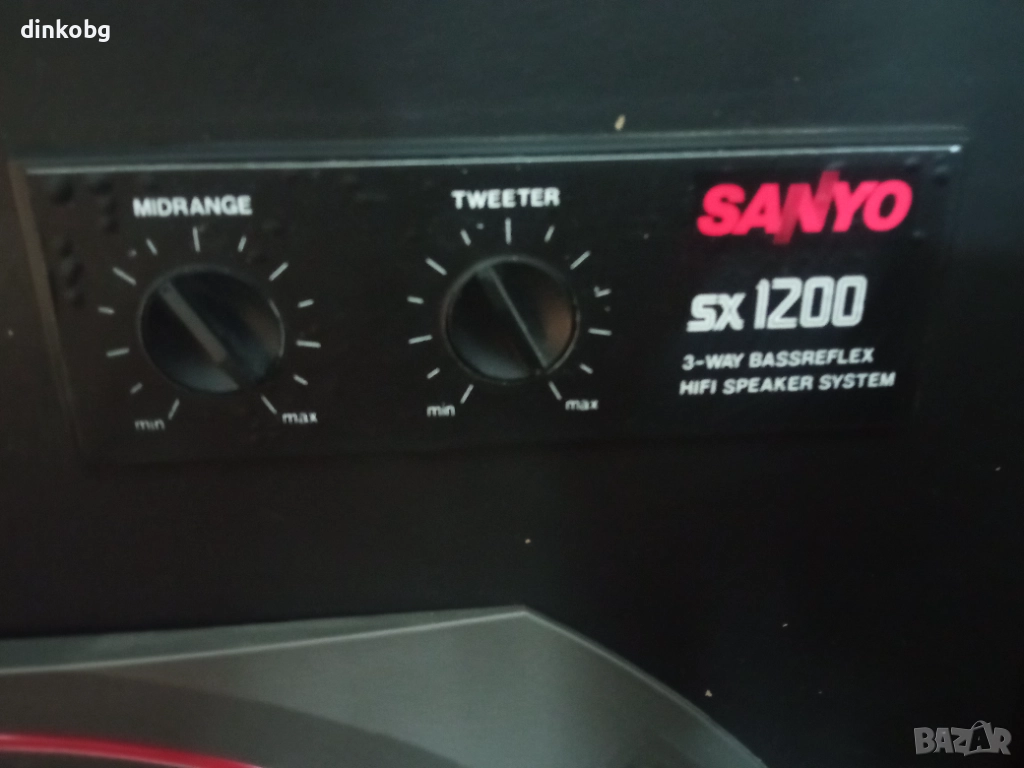 dinkobg
MIDRANGE
TWEETER
SANYO
SX 1200
3-WAY BASSREFLEX
HIFI SPEAKER SYSTEM
min
max
min
max
BAZAR